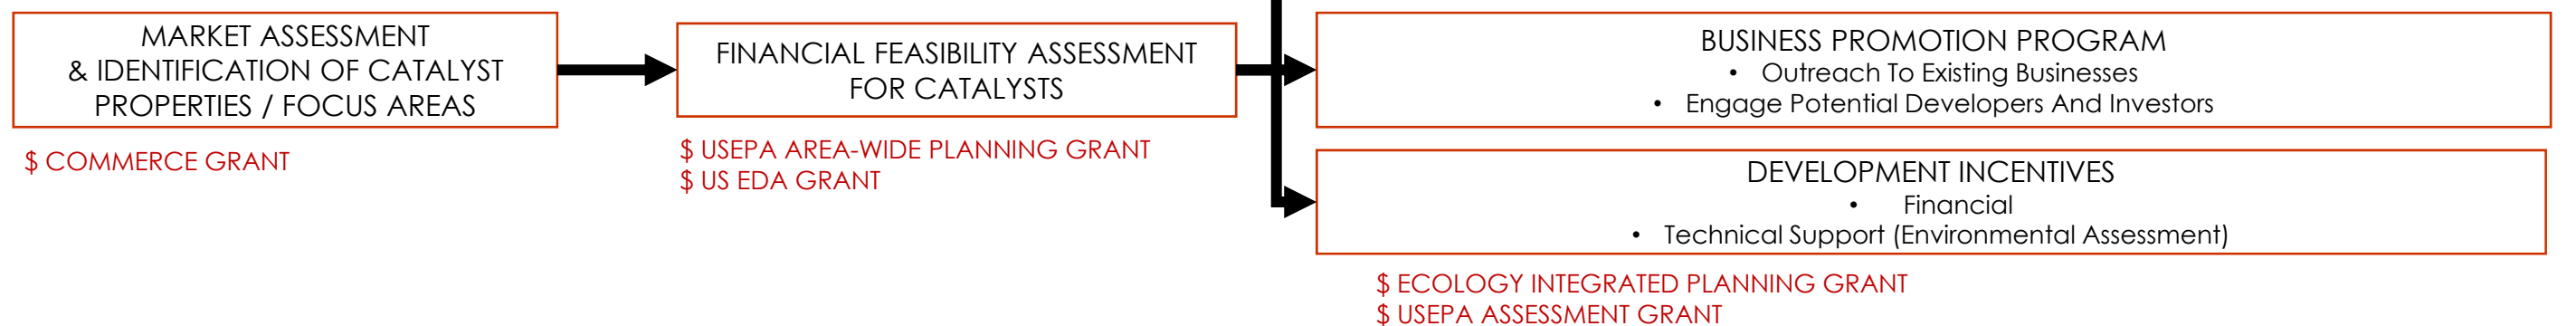 MARKET ASSESSMENT
& IDENTIFICATION OF CATALYST
PROPERTIES / FOCUS AREAS
$ COMMERCE GRANT
FINANCIAL FEASIBILITY ASSESSMENT
FOR CATALYSTS
$ USEPA AREA-WIDE PLANNING GRANT
$ US EDA GRANT
BUSINESS PROMOTION PROGRAM
• Outreach To Existing Businesses
• Engage Potential Developers And Investors
DEVELOPMENT INCENTIVES
• Financial
• Technical Support (Environmental Assessment)
$ ECOLOGY INTEGRATED PLANNING GRANT
$ USEPA ASSESSMENT GRANT